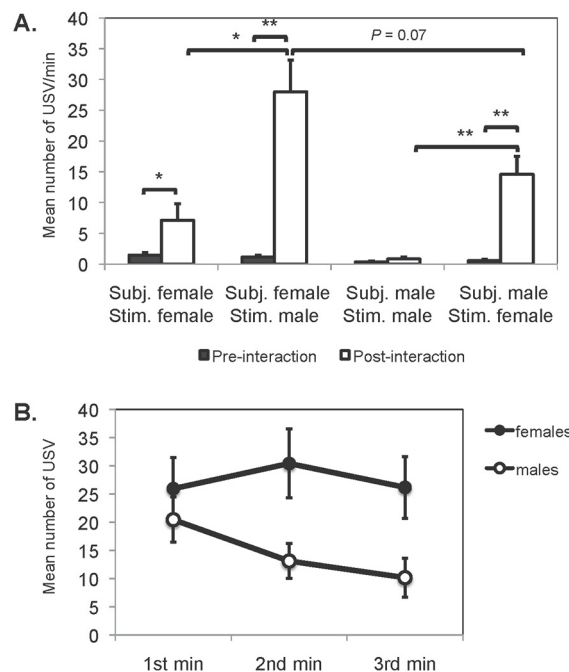 A.
Mean number of USV/min
40
35
30
25
20
15
10
5
0
*
*
**
P = 0.07
**
**
Subj. female
Stim. female
Subj. female
Stim. male
Subj. male
Stim. male
Subj. male
Stim. female
Pre-interaction
Post-interaction
B.
Mean number of USV
40
35
30
25
20
15
10
5
0
1st min
2nd min
3rd min
females
males